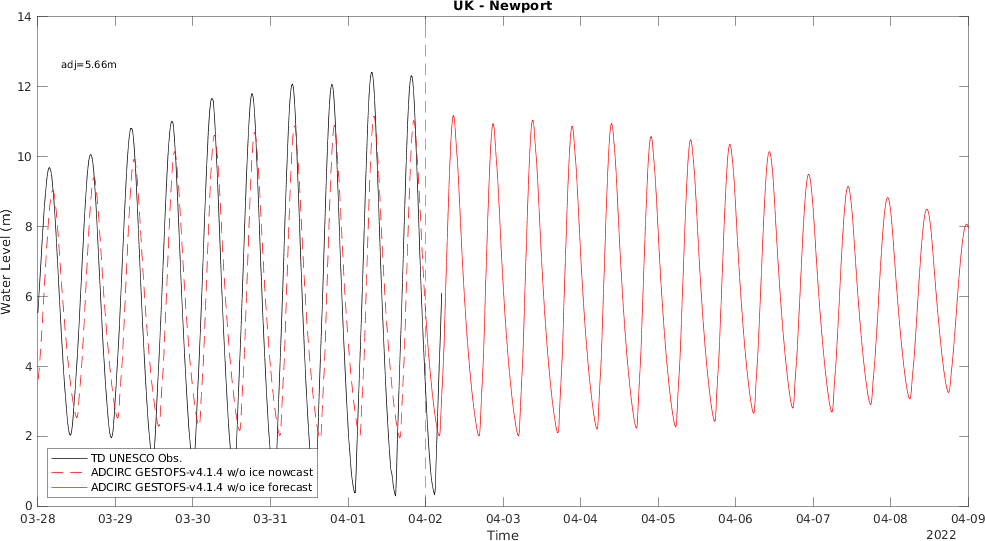 UK - Newport
adj=5.66m
Water Level (m)
14
12
10
8
6
4
2
0
TD UNESCO Obs.
ADCIRC GESTOFS-v4.1.4 w/o ice nowcast
ADCIRC GESTOFS-v4.1.4 w/o ice forecast
03-28 03-29 03-30 03-31 04-01 04-02 04-03 04-04 04-05 04-06 04-07 04-08 04-09
Time
2022